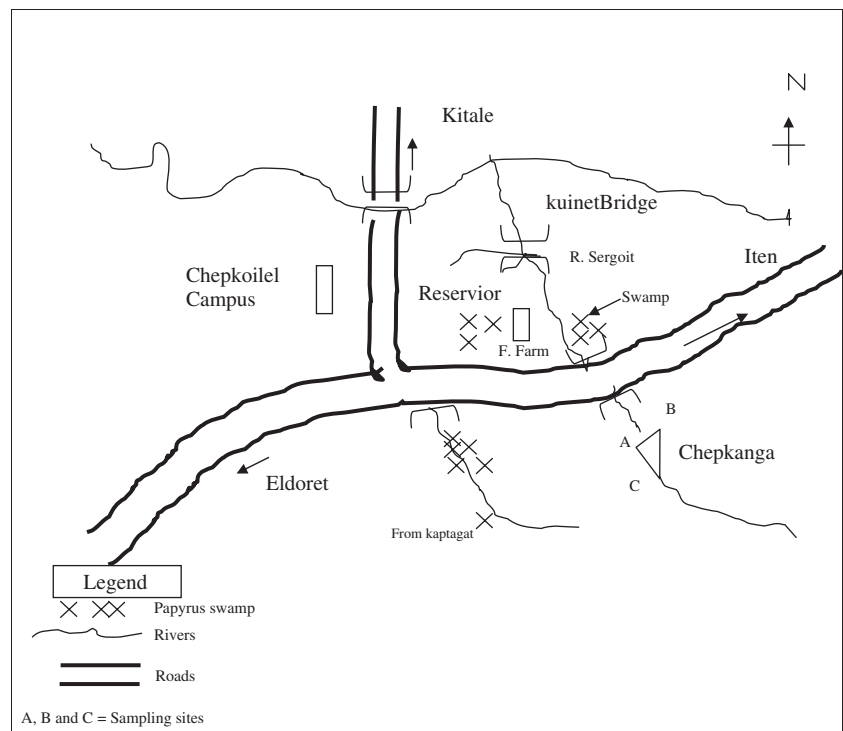 N
Kitale
kuinetBridge
R. Sergoit
Iten
Chepkoilel
Campus
Reservior
Swamp
F. Farm
B
A
Chepkanga
C
Eldoret
From kaptagat
Legend
Papyrus swamp
Rivers
Roads
A, B and C = Sampling sites